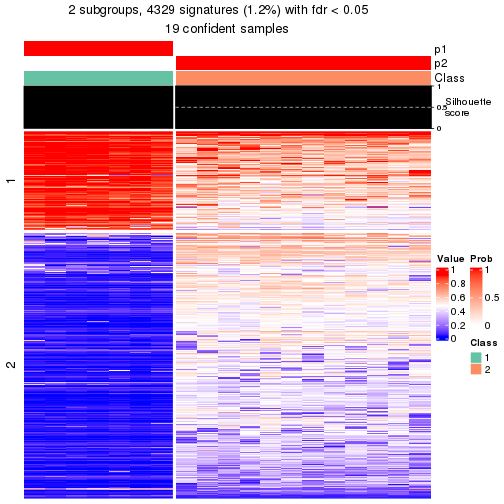 2 subgroups, 4329 signatures (1.2%) with fdr < 0.05
19 confident samples
p1
p2
Class
1
0.5
0
Silhouette
score
1
2
Value
1
0.8
0.6
0.4
0.2
0
Prob
1
0.5
0
Class
1
2